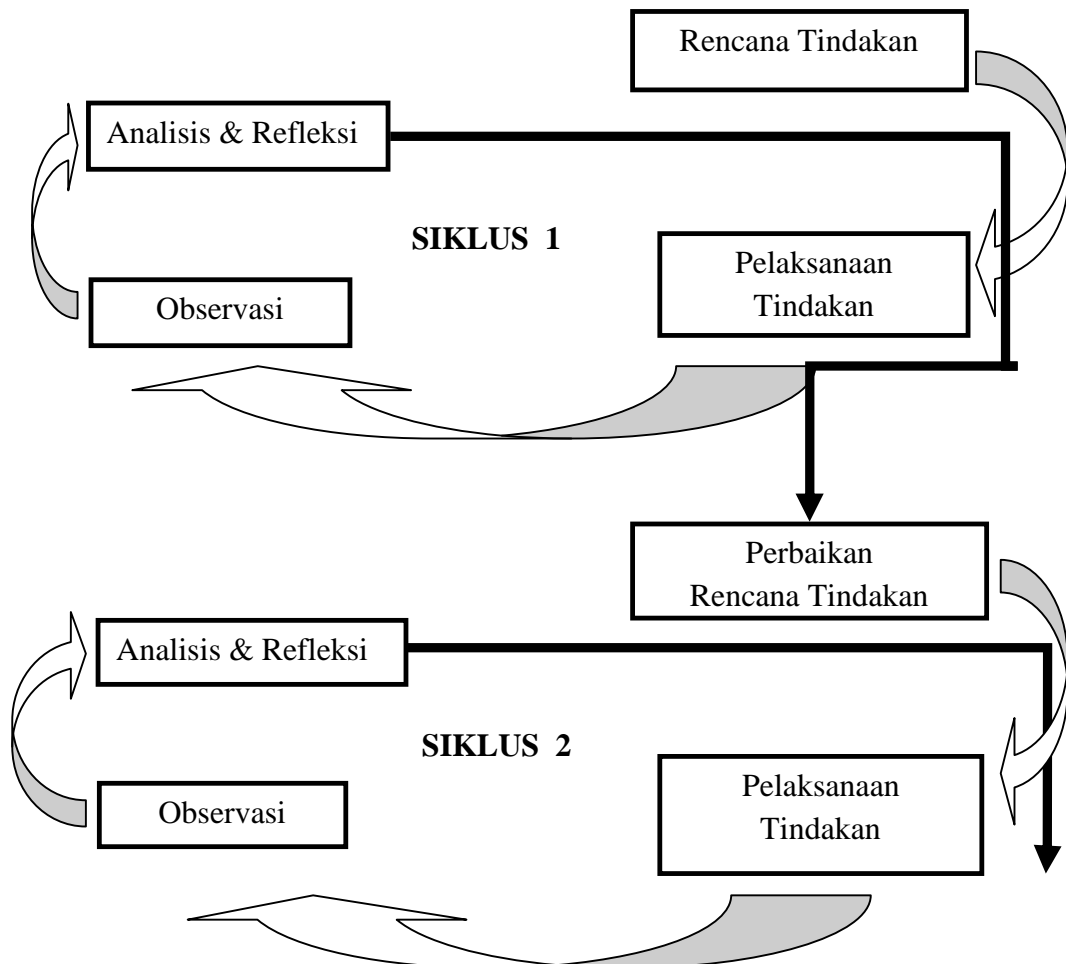 Rencana Tindakan
Analisis & Refleksi
SIKLUS 1
Pelaksanaan
Tindakan
Observasi
Perbaikan
Rencana Tindakan
Analisis & Refleksi
SIKLUS 2
Pelaksanaan
Tindakan
Observasi